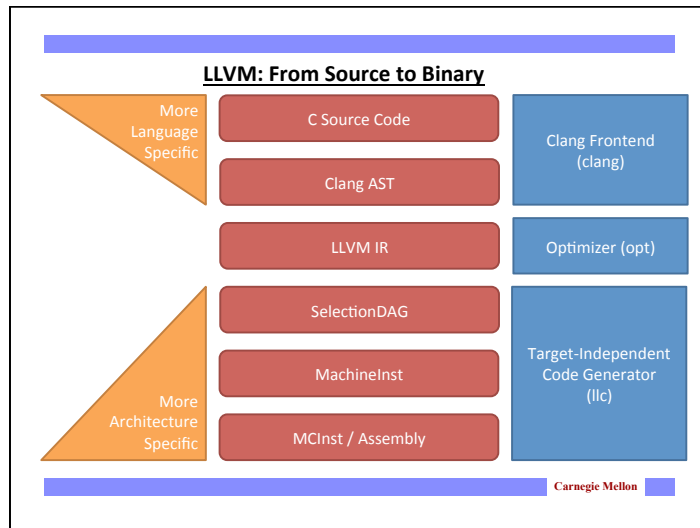 LLVM: From Source to Binary
More
Language
Specific
C Source Code
Clang Frontend
(clang)
Clang AST
LLVM IR
Optimizer (opt)
SelectionDAG
MachineInst
Target-Independent
Code Generator
(llc)
More
Architecture
Specific
MCInst / Assembly
Carnegie Mellon